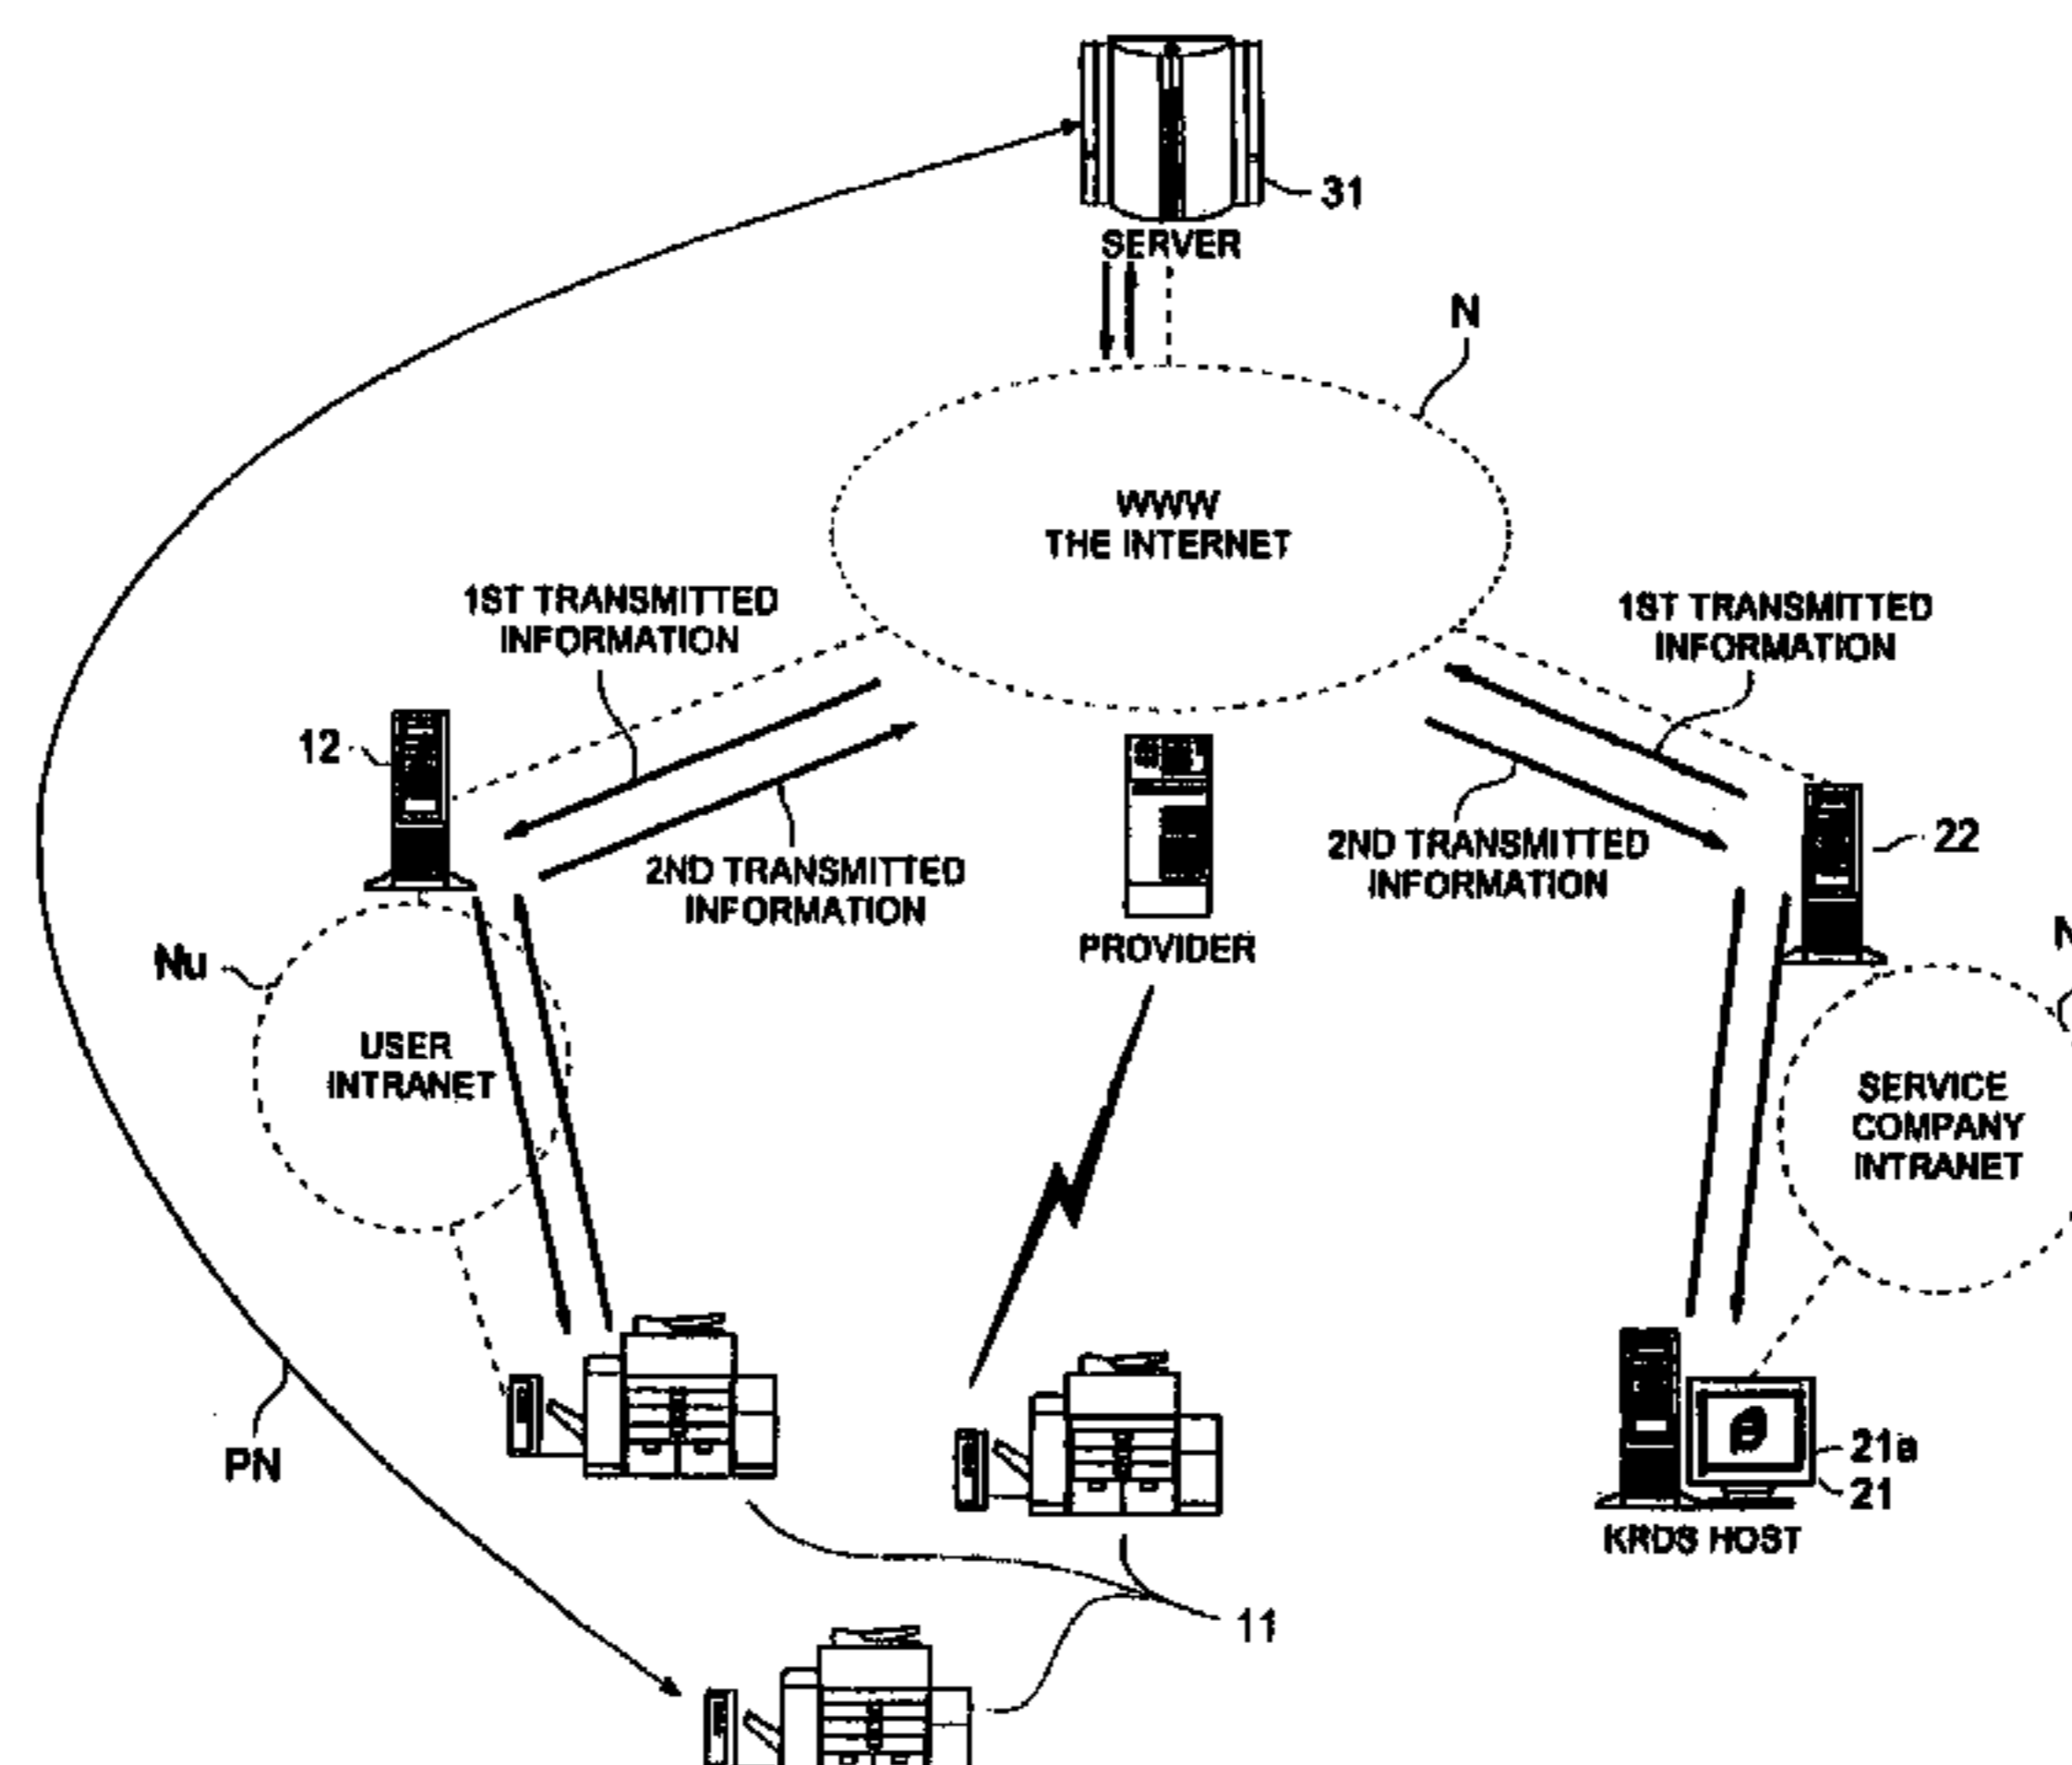 31
SERVER
N
WWW
THE INTERNET
1ST TRANSMITTED
INFORMATION
1ST TRANSMITTED
INFORMATION
12
22
2ND TRANSMITTED
INFORMATION
2ND TRANSMITTED
INFORMATION
PROVIDER
Nu
N
USER
INTRANET
SERVICE
COMPANY
INTRANET
PN
21a
21
KRDS HOST
11